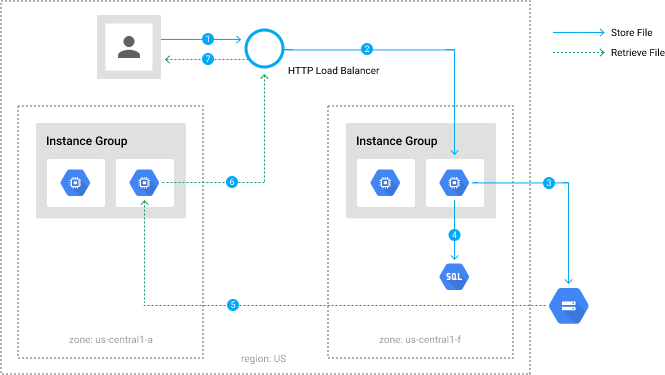 1
2
Store File
7
Retrieve File
HTTP Load Balancer
Instance Group
Instance Group
6
3
4
SQL
5
zone: us-central1-a
zone: us-central1-f
region: US